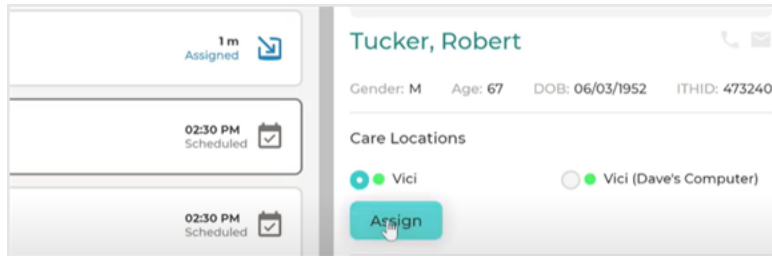 1 m
Assigned
02:30 PM
Scheduled
02:30 PM
Scheduled
Tucker, Robert
Gender: M Age: 67 DOB: 06/03/1952 ITHID: 473240
Care Locations
Vici Vici (Dave's Computer)
Assign